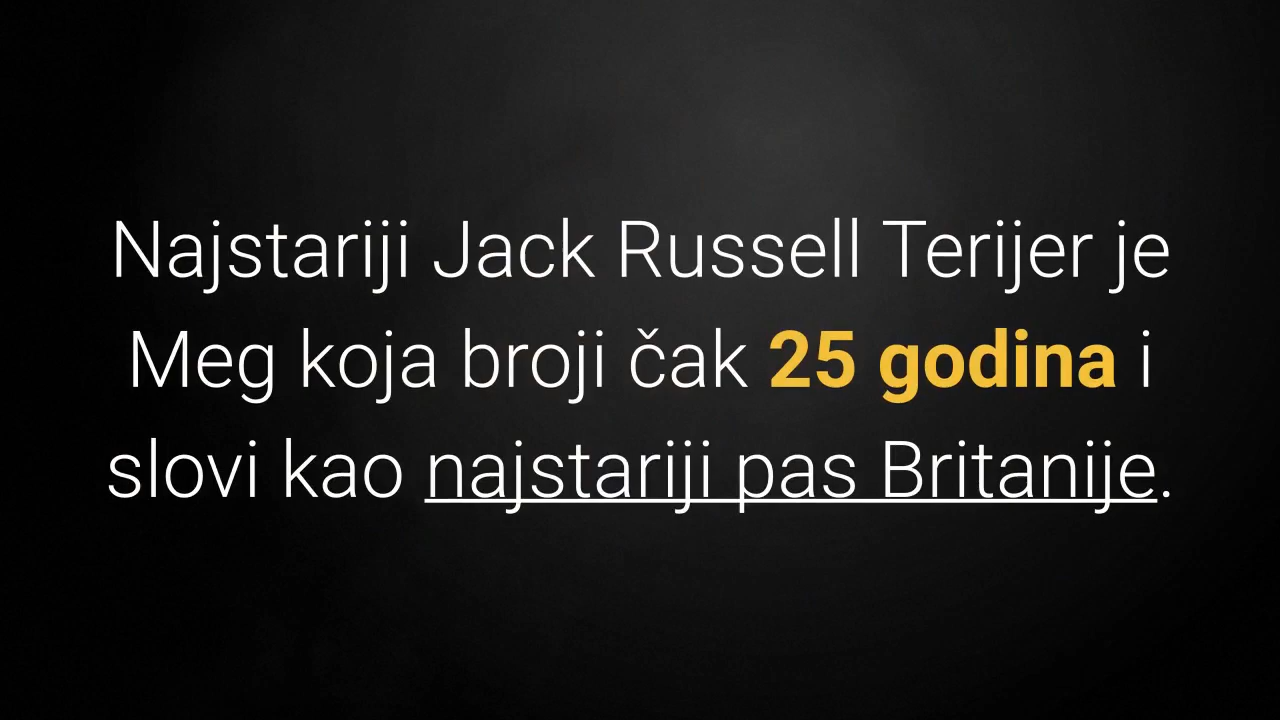 Najstariji Jack Russell Terijer je
Meg koja broji čak 25 godina i
slovi kao najstariji pas Britanije.